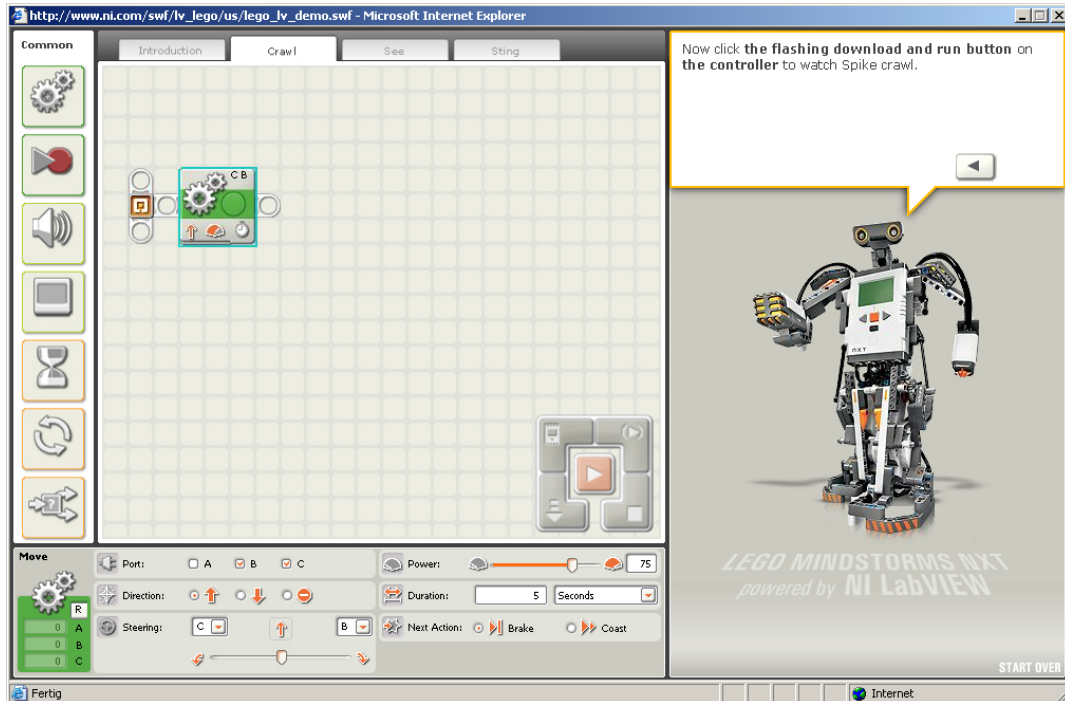 http://www.ni.com/swf/lv_lego/us/lego_lv_demo.swf - Microsoft Internet Explorer
Common
Introduction
Crawl
See
Sting
Now click the flashing download and run button on
the controller to watch Spike crawl.
C B
?
NXT
Move
R
0 A
0 B
0 C
Port:
A
B
C
Direction:
Steering:
C
B
Power:
75
Duration:
5
Seconds
Next Action:
Brake
Coast
LEGO MINDSTORMS NXT
powered by NI LabVIEW
START OVER
Fertig
Internet